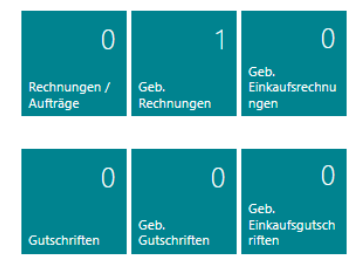 0
Rechnungen /
Aufträge
1
Geb.
Rechnungen
0
Geb.
Einkaufsrechnu
ngen
0
Gutschriften
0
Geb.
Gutschriften
0
Geb.
Einkaufsgutsch
riften